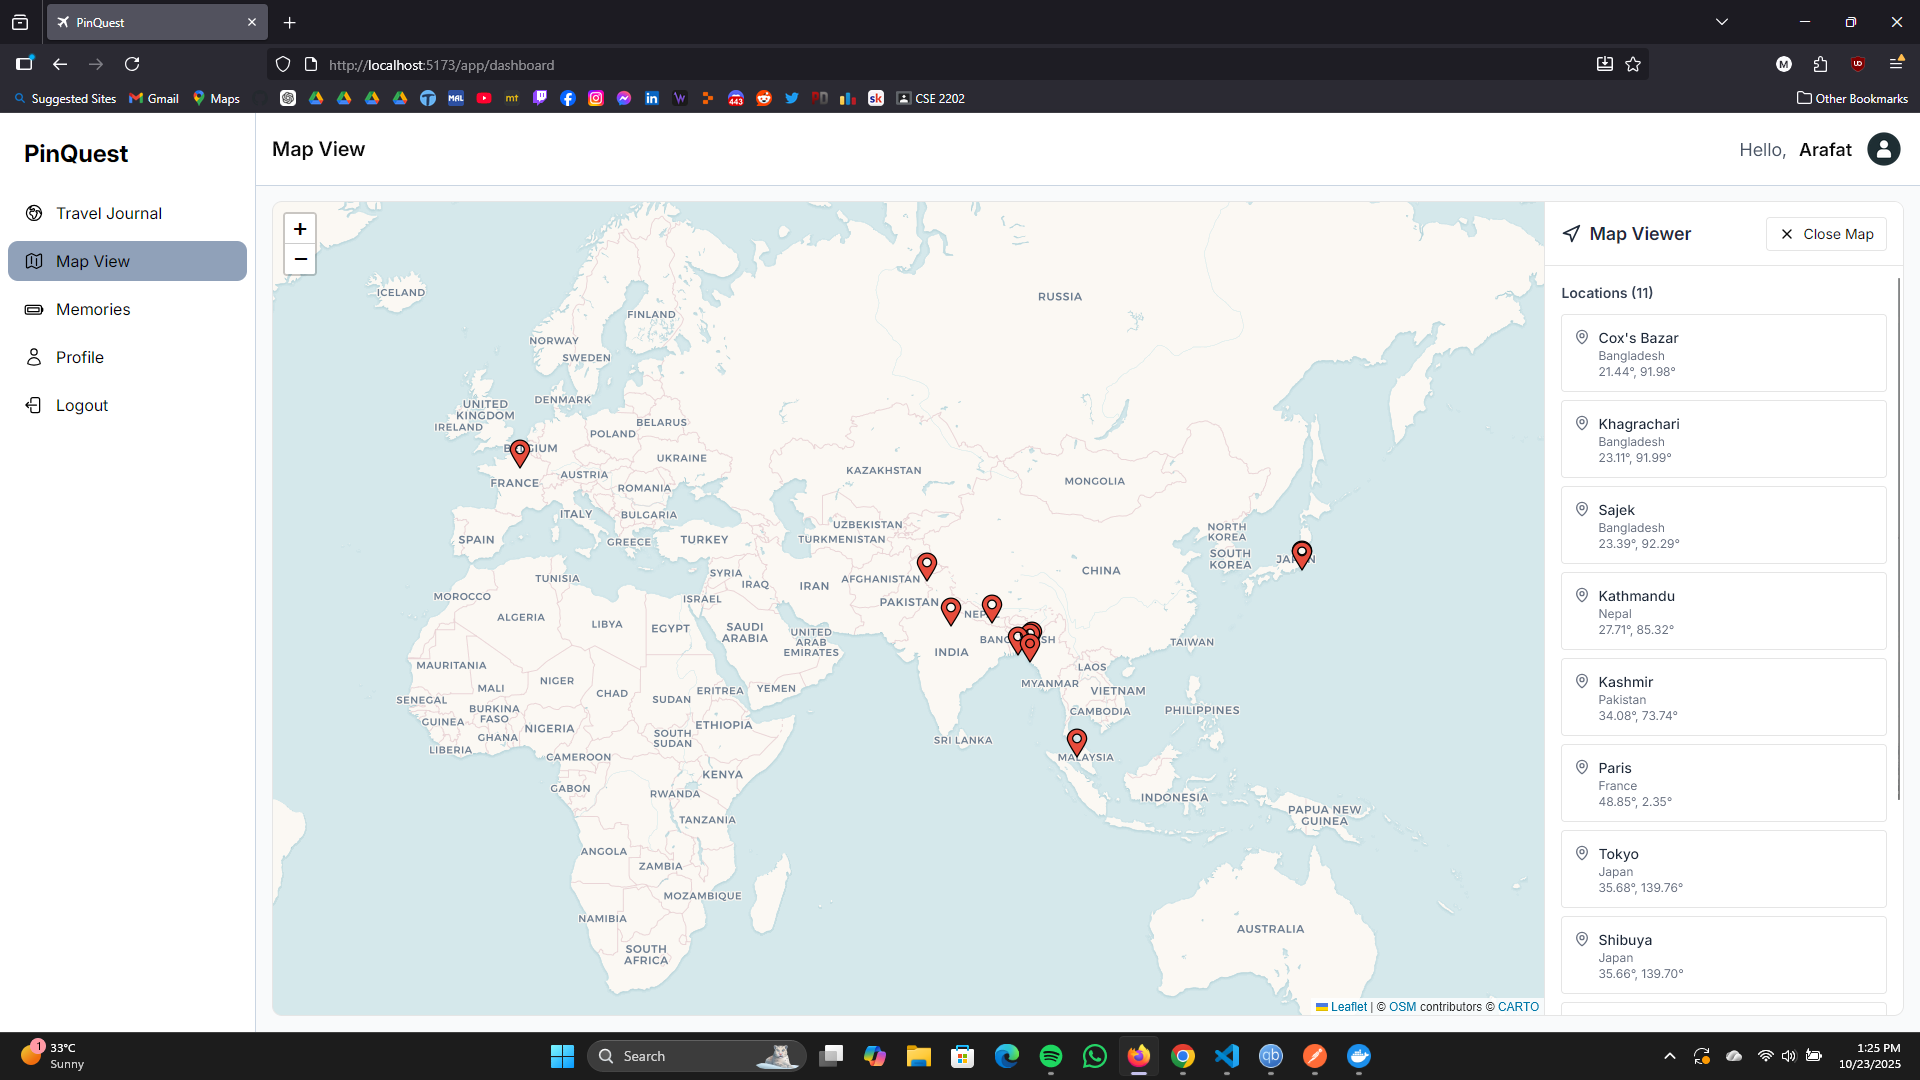 PinQuest
http://localhost:5173/app/dashboard
Suggested Sites
Gmail
Maps
CSE 2202
Other Bookmarks
PinQuest
Travel Journal
Map View
Memories
Profile
Logout
Map View
Hello, Arafat
+
−
ICELAND
RUSSIA
FINLAND
NORWAY
SWEDEN
DENMARK
UNITED
KINGDOM
IRELAND
BELARUS
POLAND
UKRAINE
AUSTRIA
FRANCE
ROMANIA
ITALY
BULGARIA
SPAIN
GREECE
TURKEY
KAZAKHSTAN
MONGOLIA
UZBEKISTAN
TURKMENISTAN
NORTH
KOREA
SOUTH
KOREA
CHINA
TUNISIA
SYRIA
IRAQ
IRAN
AFGHANISTAN
MOROCCO
ISRAEL
PAKISTAN
ALGERIA
LIBYA
EGYPT
SAUDI
ARABIA
UNITED
ARAB
EMIRATES
INDIA
TAIWAN
MAURITANIA
MALI
NIGER
CHAD
SUDAN
ERITREA
YEMEN
LAOS
MYANMAR
VIETNAM
CAMBODIA
PHILIPPINES
SENEGAL
BURKINA
FASO
GUINEA
GHANA
NIGERIA
ETHIOPIA
SOUTH
SUDAN
LIBERIA
CAMEROON
SRI LANKA
MALAYSIA
KENYA
GABON
RWANDA
INDONESIA
TANZANIA
PAPUA NEW
GUINEA
ANGOLA
ZAMBIA
MOZAMBIQUE
NAMIBIA
SOUTH
AFRICA
AUSTRALIA
Leaflet | © OSM contributors © CARTO
Map Viewer
Close Map
Locations (11)
Cox's Bazar
Bangladesh
21.44°, 91.98°
Khagrachari
Bangladesh
23.11°, 91.99°
Sajek
Bangladesh
23.39°, 92.29°
Kathmandu
Nepal
27.71°, 85.32°
Kashmir
Pakistan
34.08°, 73.74°
Paris
France
48.85°, 2.35°
Tokyo
Japan
35.68°, 139.76°
Shibuya
Japan
35.66°, 139.70°
1
33°C
Sunny
Search
1:25 PM
10/23/2025